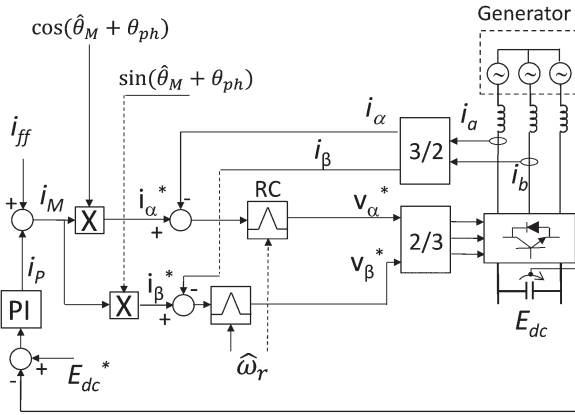 Generator
cos(θ̂_M + θ_ph)
sin(θ̂_M + θ_ph)
~ ~ ~
i_ff
i_α
i_a
3/2
i_β
i_b
+ i_M X i_α* - RC v_α*
+ +
2/3
i_P
v_β*
X i_β* -
+
PI
E_dc
ω̂_r
+ E_dc*
-